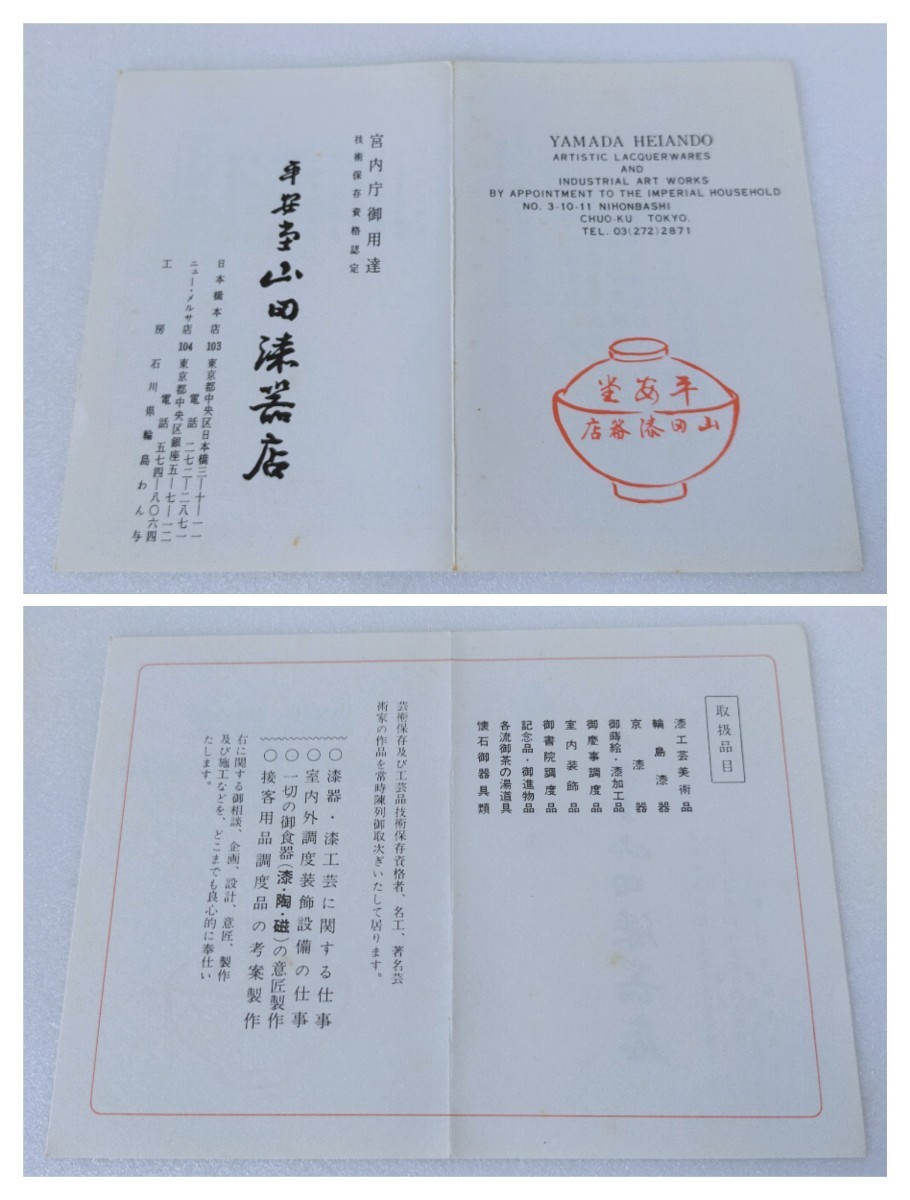 YAMADA HEIANDO
ARTISTIC LACQUERWARES
AND
INDUSTRIAL ART WORKS
BY APPOINTMENT TO THE IMPERIAL HOUSEHOLD
NO. 3-10-11 NIHONBASHI
CHUO-KU TOKYO.
TEL. 03(272)2871
平安堂
山田漆器店
宮内庁御用達
技術保存資格認定
平安堂山田漆器店
日本橋本店 103 東京都中央区日本橋三―十―一一
電話 二七二―二八七一
ニュー・メルサ店 104 東京都中央区銀座五―七―一二
電話 五七四―八〇六四
工房 石川県輪島わん与
取扱品目
漆工芸美術品
輪島漆器
京漆器
御蒔絵・漆加工品
御慶事調度品
室内装飾品
御書院調度品
記念品・御進物品
各流御茶の湯道具
懐石御器具類
芸術保存及び工芸品技術保存資格者、名工、著名芸
術家の作品を常時陳列御取次ぎいたして居ります。
○漆器・漆工芸に関する仕事
○室内外調度装飾設備の仕事
○一切の御食器(漆・陶・磁)の意匠製作
○接客用品調度品の考案製作
右に関する御相談、企画、設計、意匠、製作
及び施工などを、どこまでも良心的に奉仕い
たします。